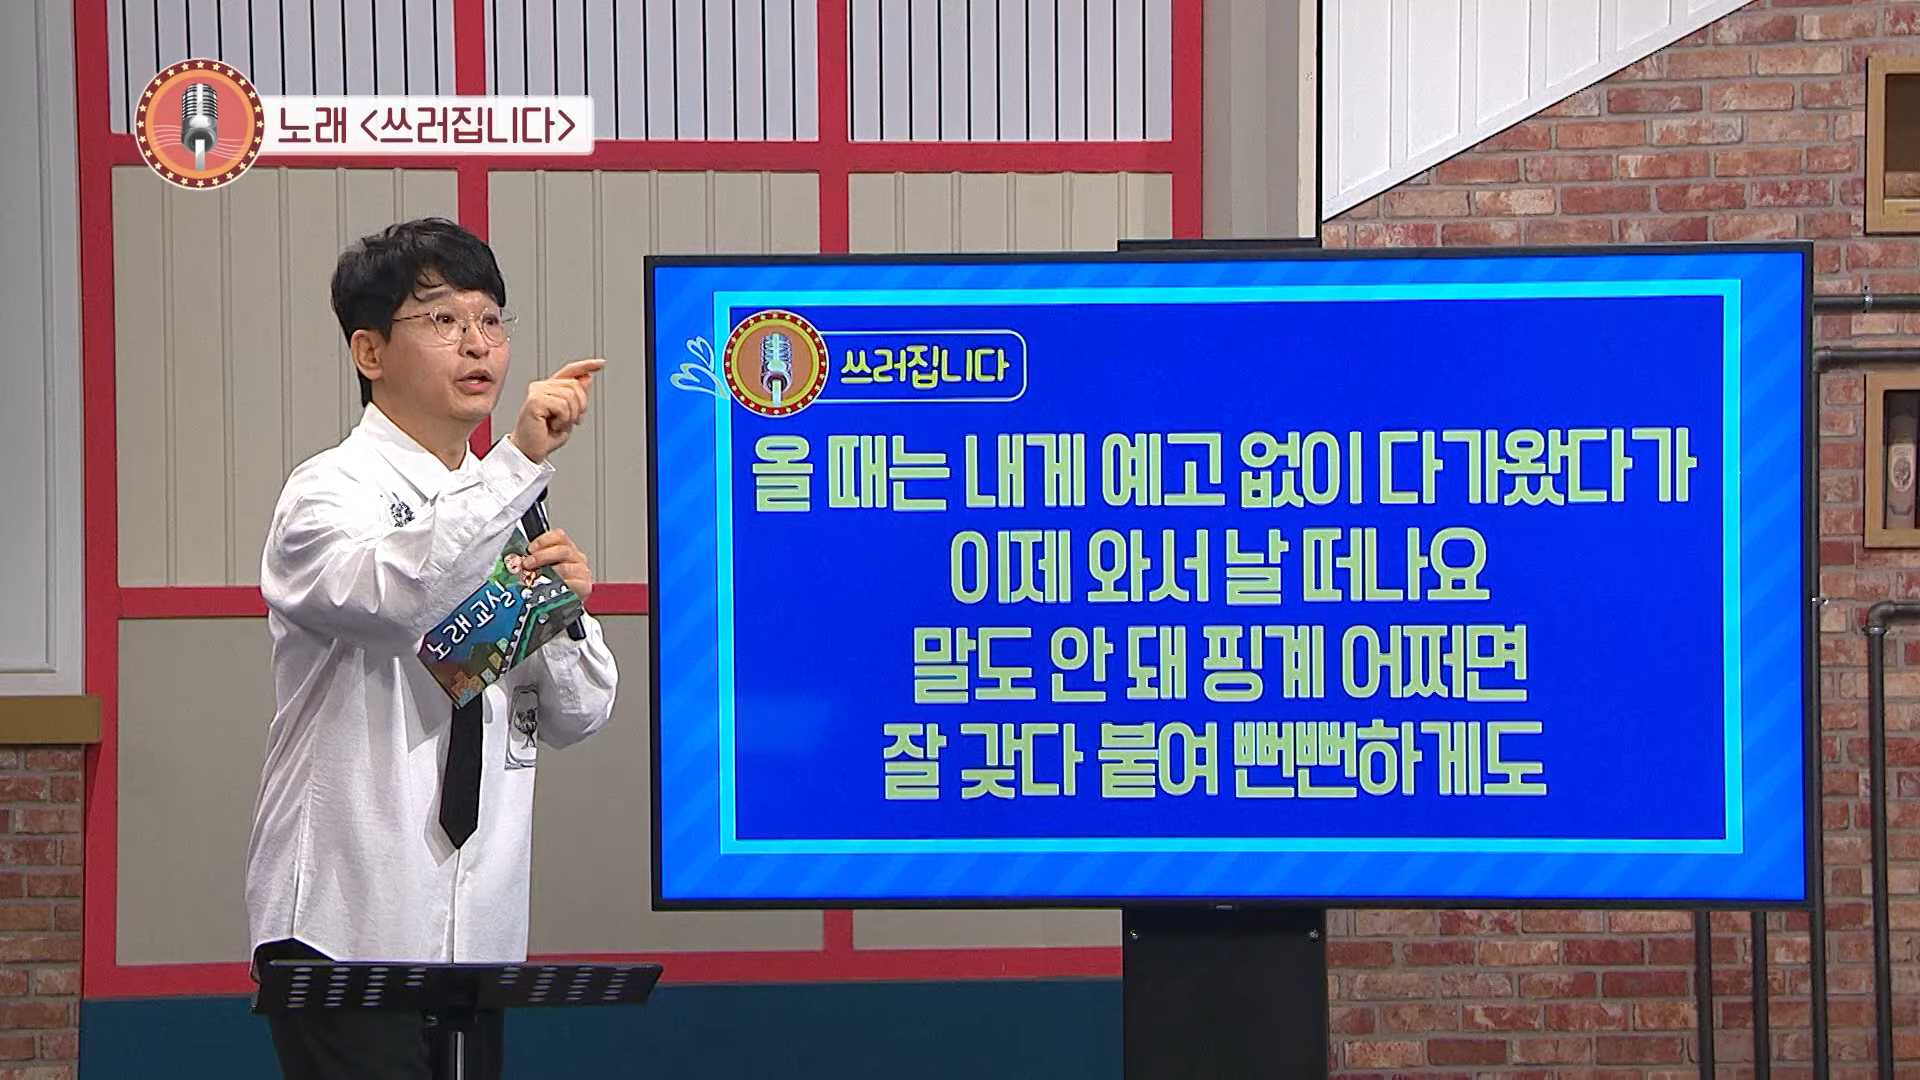 노래 <쓰러집니다>
쓰러집니다
올 때는 내게 예고 없이 다가왔다가
이제 와서 날 떠나요
말도 안 돼 핑계 어쩌면
잘 갖다 붙여 뻔뻔하게도
노래교실